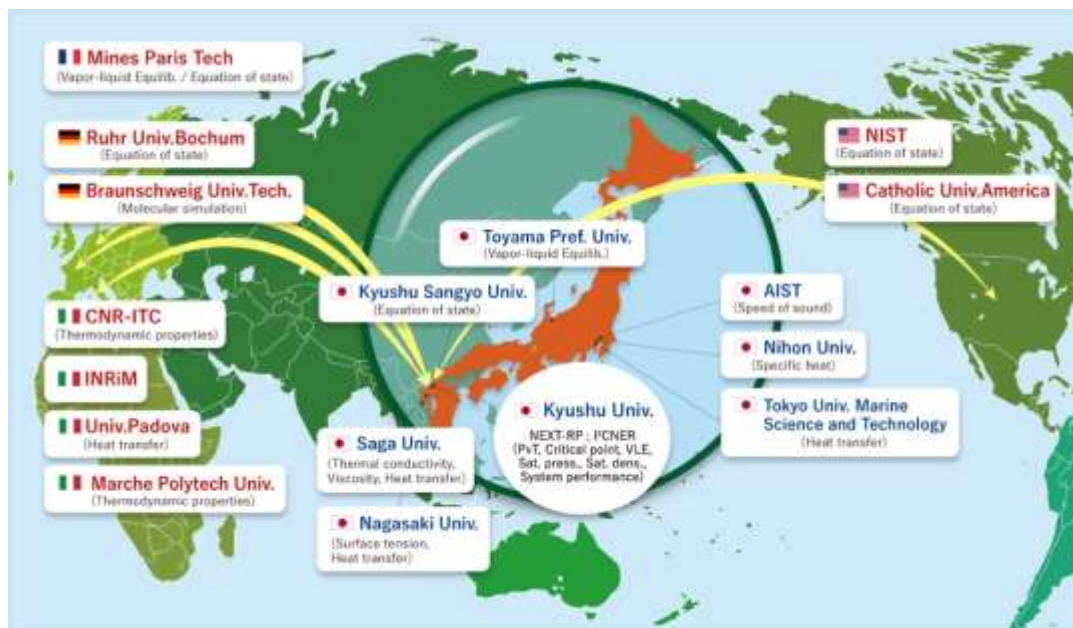 Mines Paris Tech
(Vapor-liquid Equilib. / Equation of state)
Ruhr Univ.Bochum
(Equation of state)
Braunschweig Univ.Tech.
(Molecular simulation)
CNR-ITC
(Thermodynamic properties)
INRiM
Univ.Padova
(Heat transfer)
Marche Polytech Univ.
(Thermodynamic properties)
Toyama Pref. Univ.
(Vapor-liquid Equilib.)
Kyushu Sangyo Univ.
(Equation of state)
Saga Univ.
(Thermal conductivity,
Viscosity, Heat transfer)
Nagasaki Univ.
(Surface tension,
Heat transfer)
Kyushu Univ.
NEXT-RP : I²CNER
(PvT, Critical point, VLE,
Sat. press., Sat. dens.,
System performance)
NIST
(Equation of state)
Catholic Univ.America
(Equation of state)
AIST
(Speed of sound)
Nihon Univ.
(Specific heat)
Tokyo Univ. Marine
Science and Technology
(Heat transfer)